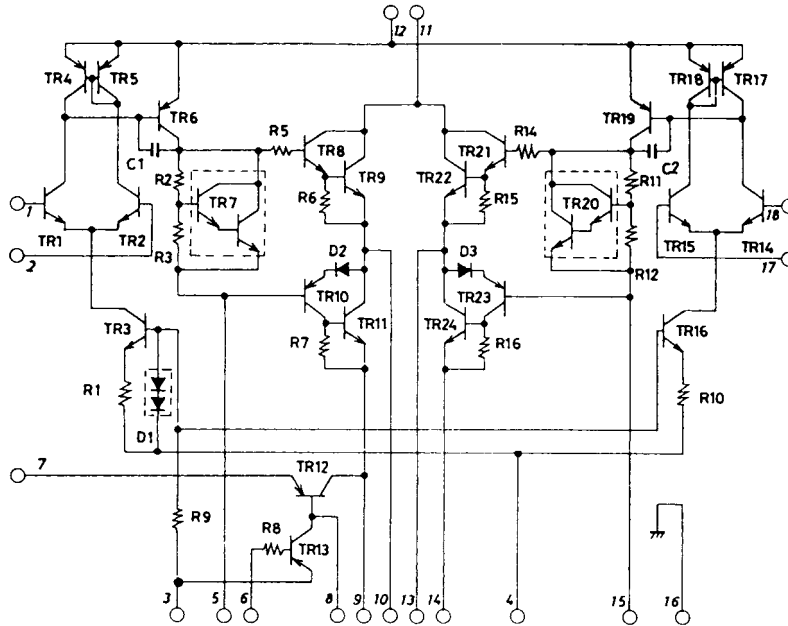 12 11
TR4 TR5 TR18 TR17
TR6 TR19
R5 TR8 TR21 R14
C1 C2
R2 TR7 R6 TR9 TR22 R15 TR20 R11
1 TR1 TR2 TR15 TR14 18
R3 D2 D3 R12
2 17
TR10 TR23
TR3 TR11 TR24 TR16
R7 R16
R1 R10
D1
7 TR12
R9 R8 TR13
3 5 6 8 9 10 13 14 4 15 16